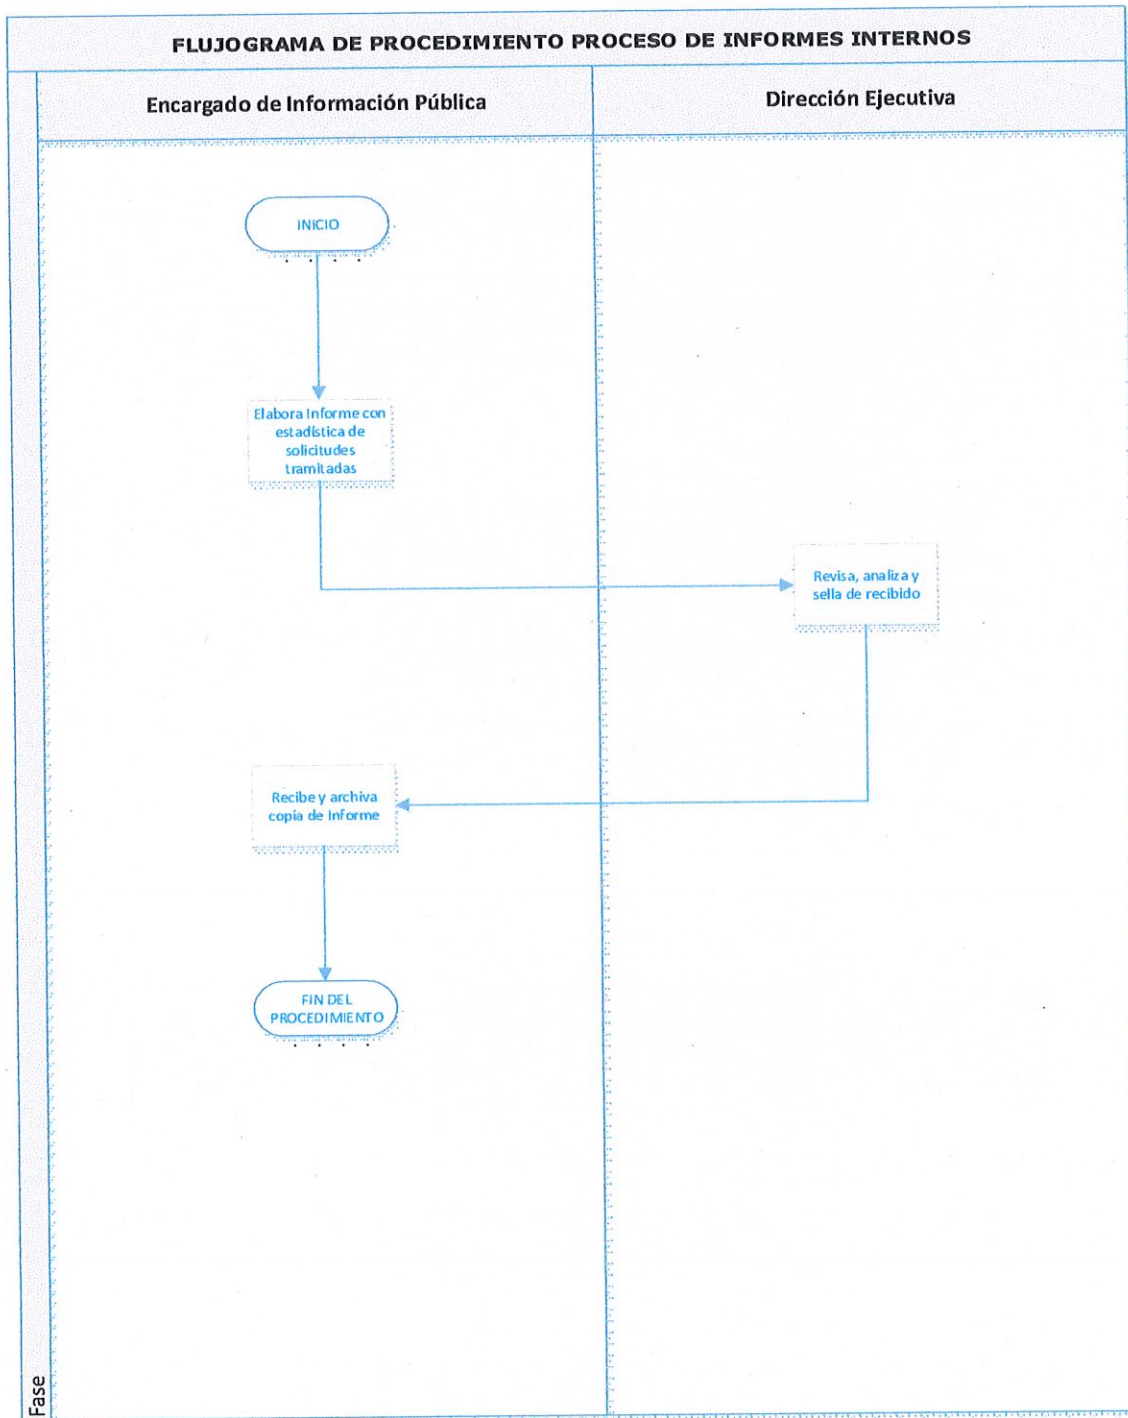 FLUJOGRAMA DE PROCEDIMIENTO PROCESO DE INFORMES INTERNOS
Encargado de Información Pública
Dirección Ejecutiva
INICIO
Elabora Informe con
estadística de
solicitudes
tramitadas
Revisa, analiza y
sella de recibido
Recibe y archiva
copia de Informe
FIN DEL
PROCEDIMIENTO
Fase